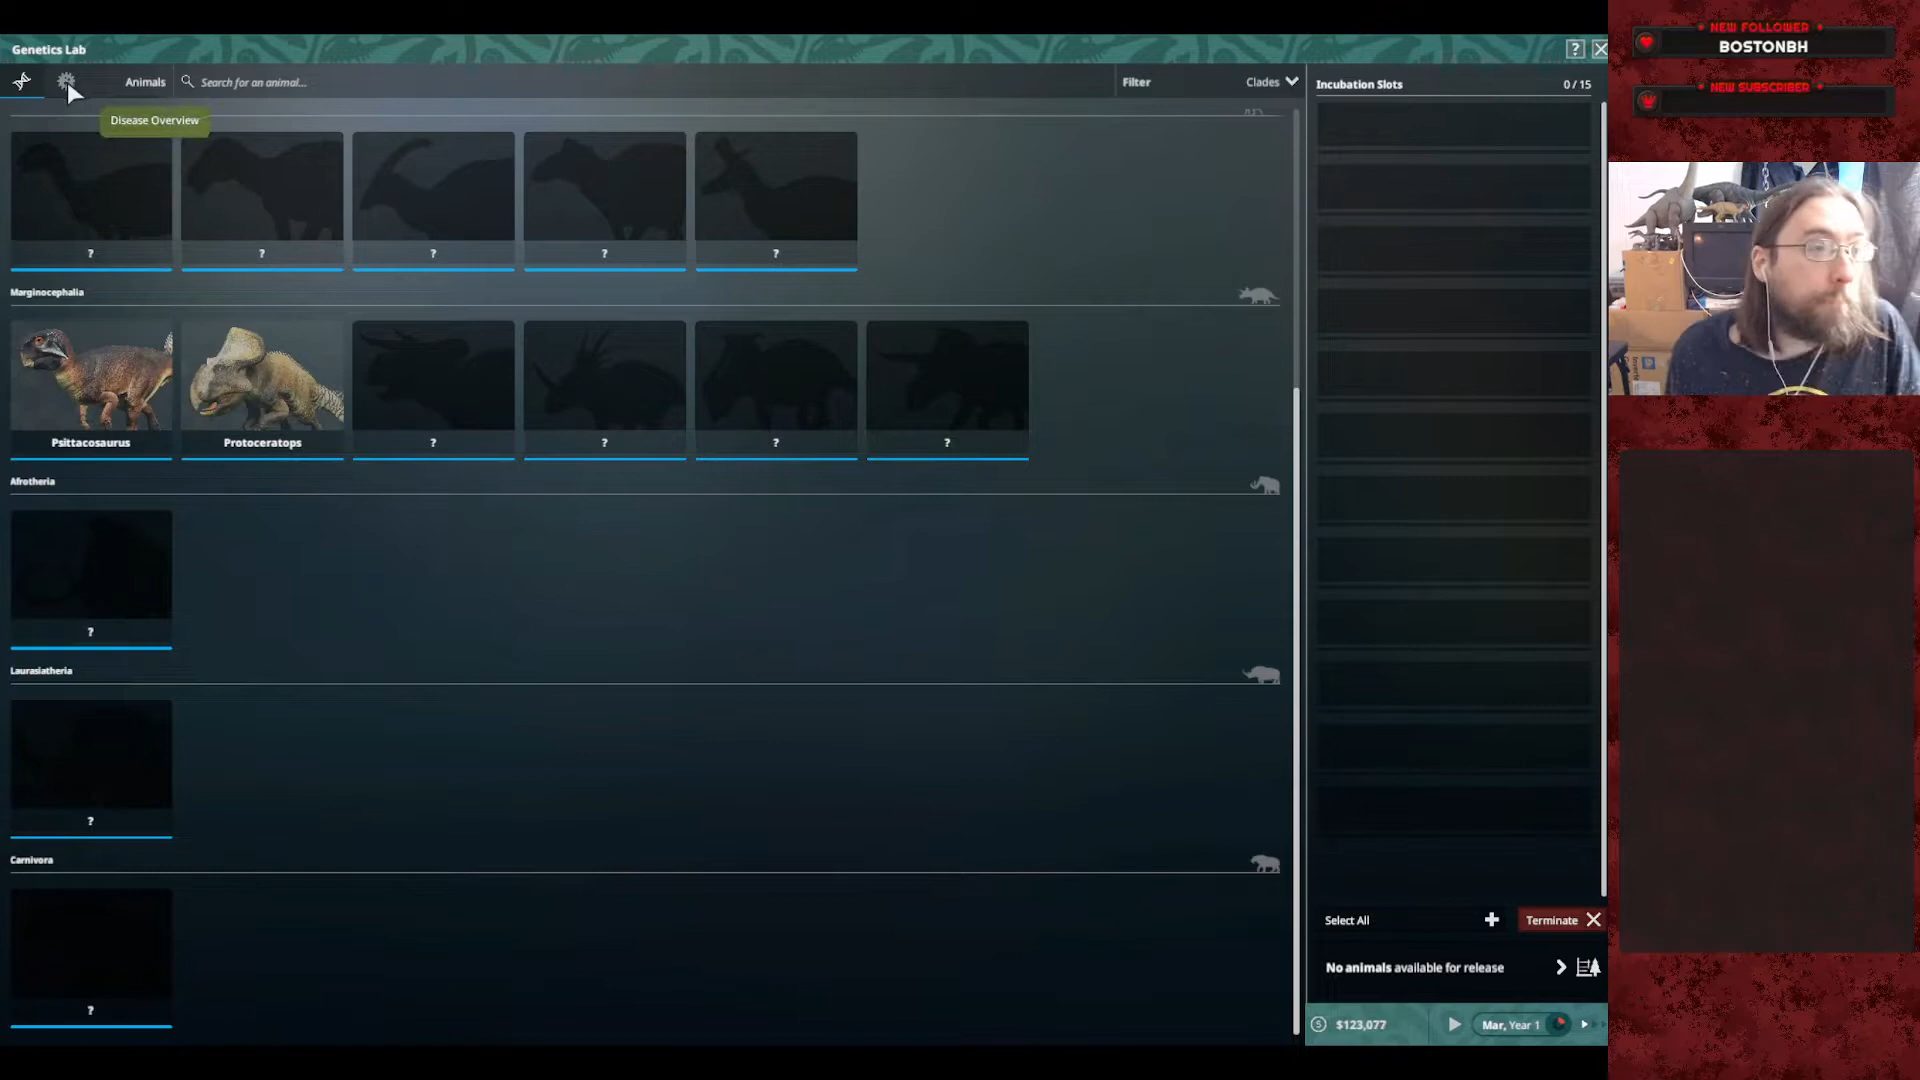 Genetics Lab
?
NEW FOLLOWER
BOSTONBH
NEW SUBSCRIBER
Animals
Search for an animal...
Filter
Clades
Incubation Slots
0 / 15
Disease Overview
? ? ? ? ?
Marginocephalia
Psittacosaurus
Protoceratops
? ? ? ?
Afrotheria
?
Laurasiatheria
?
Carnivora
?
Select All
Terminate
No animals available for release
$123,077
Mar, Year 1